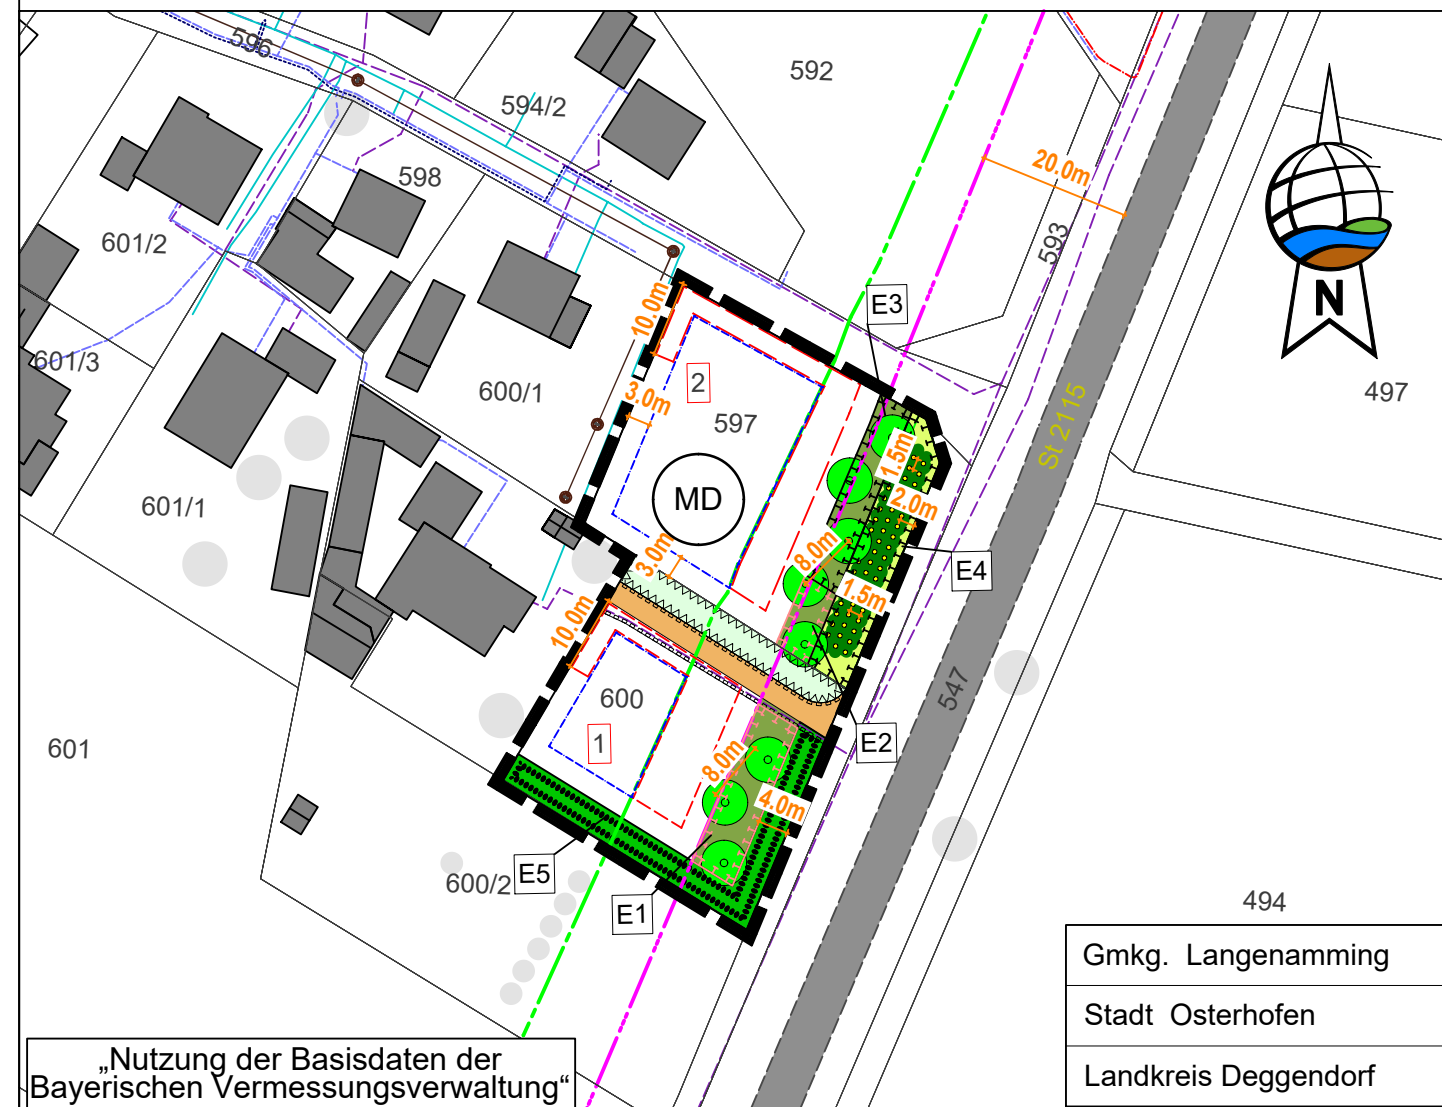 596
594/2
592
598
20.0m
601/2
593
N
E3
10.0m
601/3
2
3.0m
600/1
597
497
St 2115
1.5m
MD
2.0m
601/1
3.0m
8.0m
E4
1.5m
10.0m
600
547
1
E2
601
8.0m
4.0m
E5
600/2
E1
494
Gmkg. Langenamming
Stadt Osterhofen
Landkreis Deggendorf
„Nutzung der Basisdaten der
Bayerischen Vermessungsverwaltung“